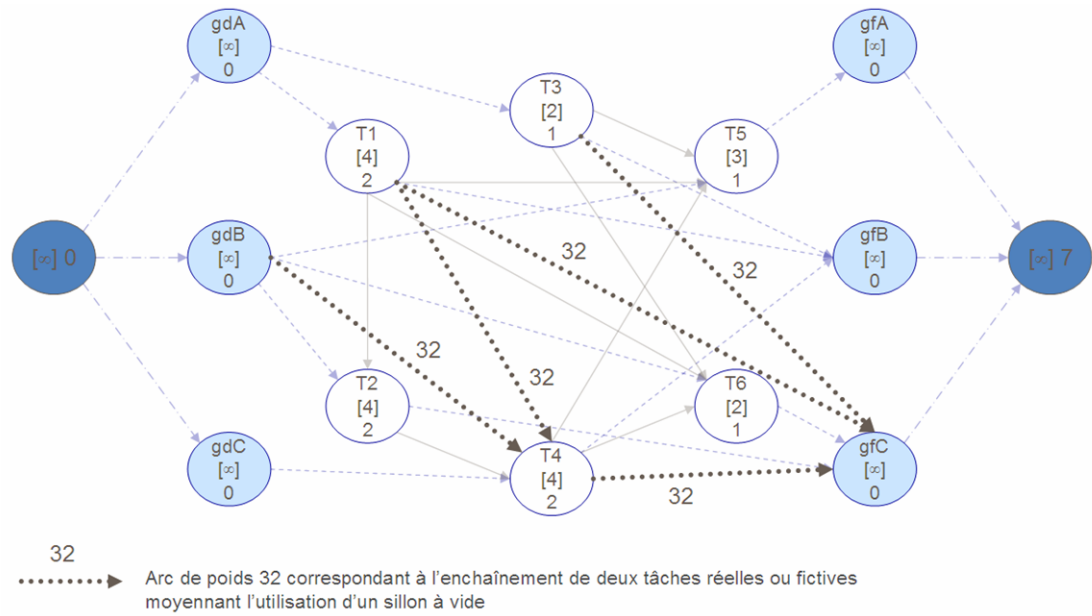 gdA
[∞]
0
gfA
[∞]
0
T3
[2]
1
T1
[4]
2
T5
[3]
1
[∞] 0
gdB
[∞]
0
32
32
gfB
[∞]
0
[∞] 7
32
32
T2
[4]
2
T6
[2]
1
gdC
[∞]
0
T4
[4]
2
32
gfC
[∞]
0
32
Arc de poids 32 correspondant à l'enchaînement de deux tâches réelles ou fictives
moyennant l'utilisation d'un sillon à vide